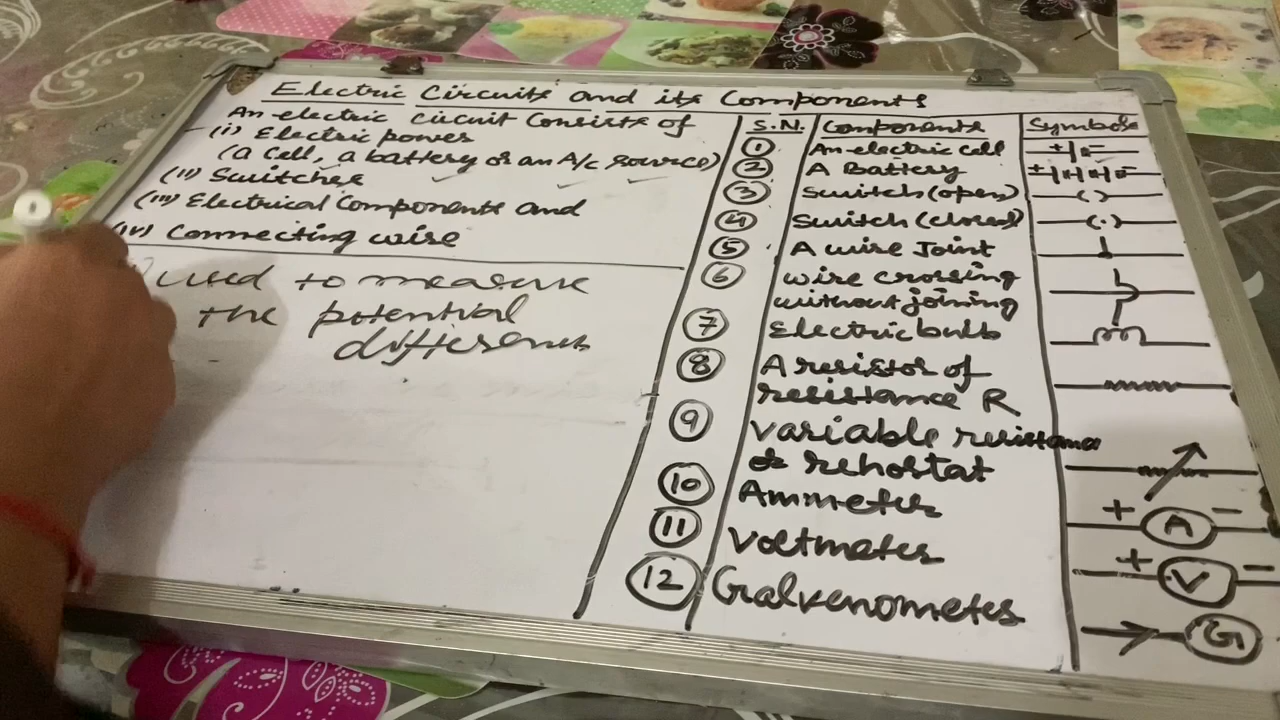 Electric Circuits and its Components
An electric circuit consists of
(i) Electric power
(a cell, a battery or an A/c source)
(ii) Switches
(iii) Electrical Components and
(iv) Connecting wise
used to measure
the potential
difference
S.N. Components Symbols
1 An electric cell + -
2 A Battery + -
3 Switch (open) ( )
4 Switch (closed) (·)
5 A wise Joint
6 wire crossing
without joining
7 Electric bulb
8 A resistor of
resistance R
9 variable resistance
or rehostat
10 Ammeter + A -
11 Voltmeter + V -
12 Galvenometer G